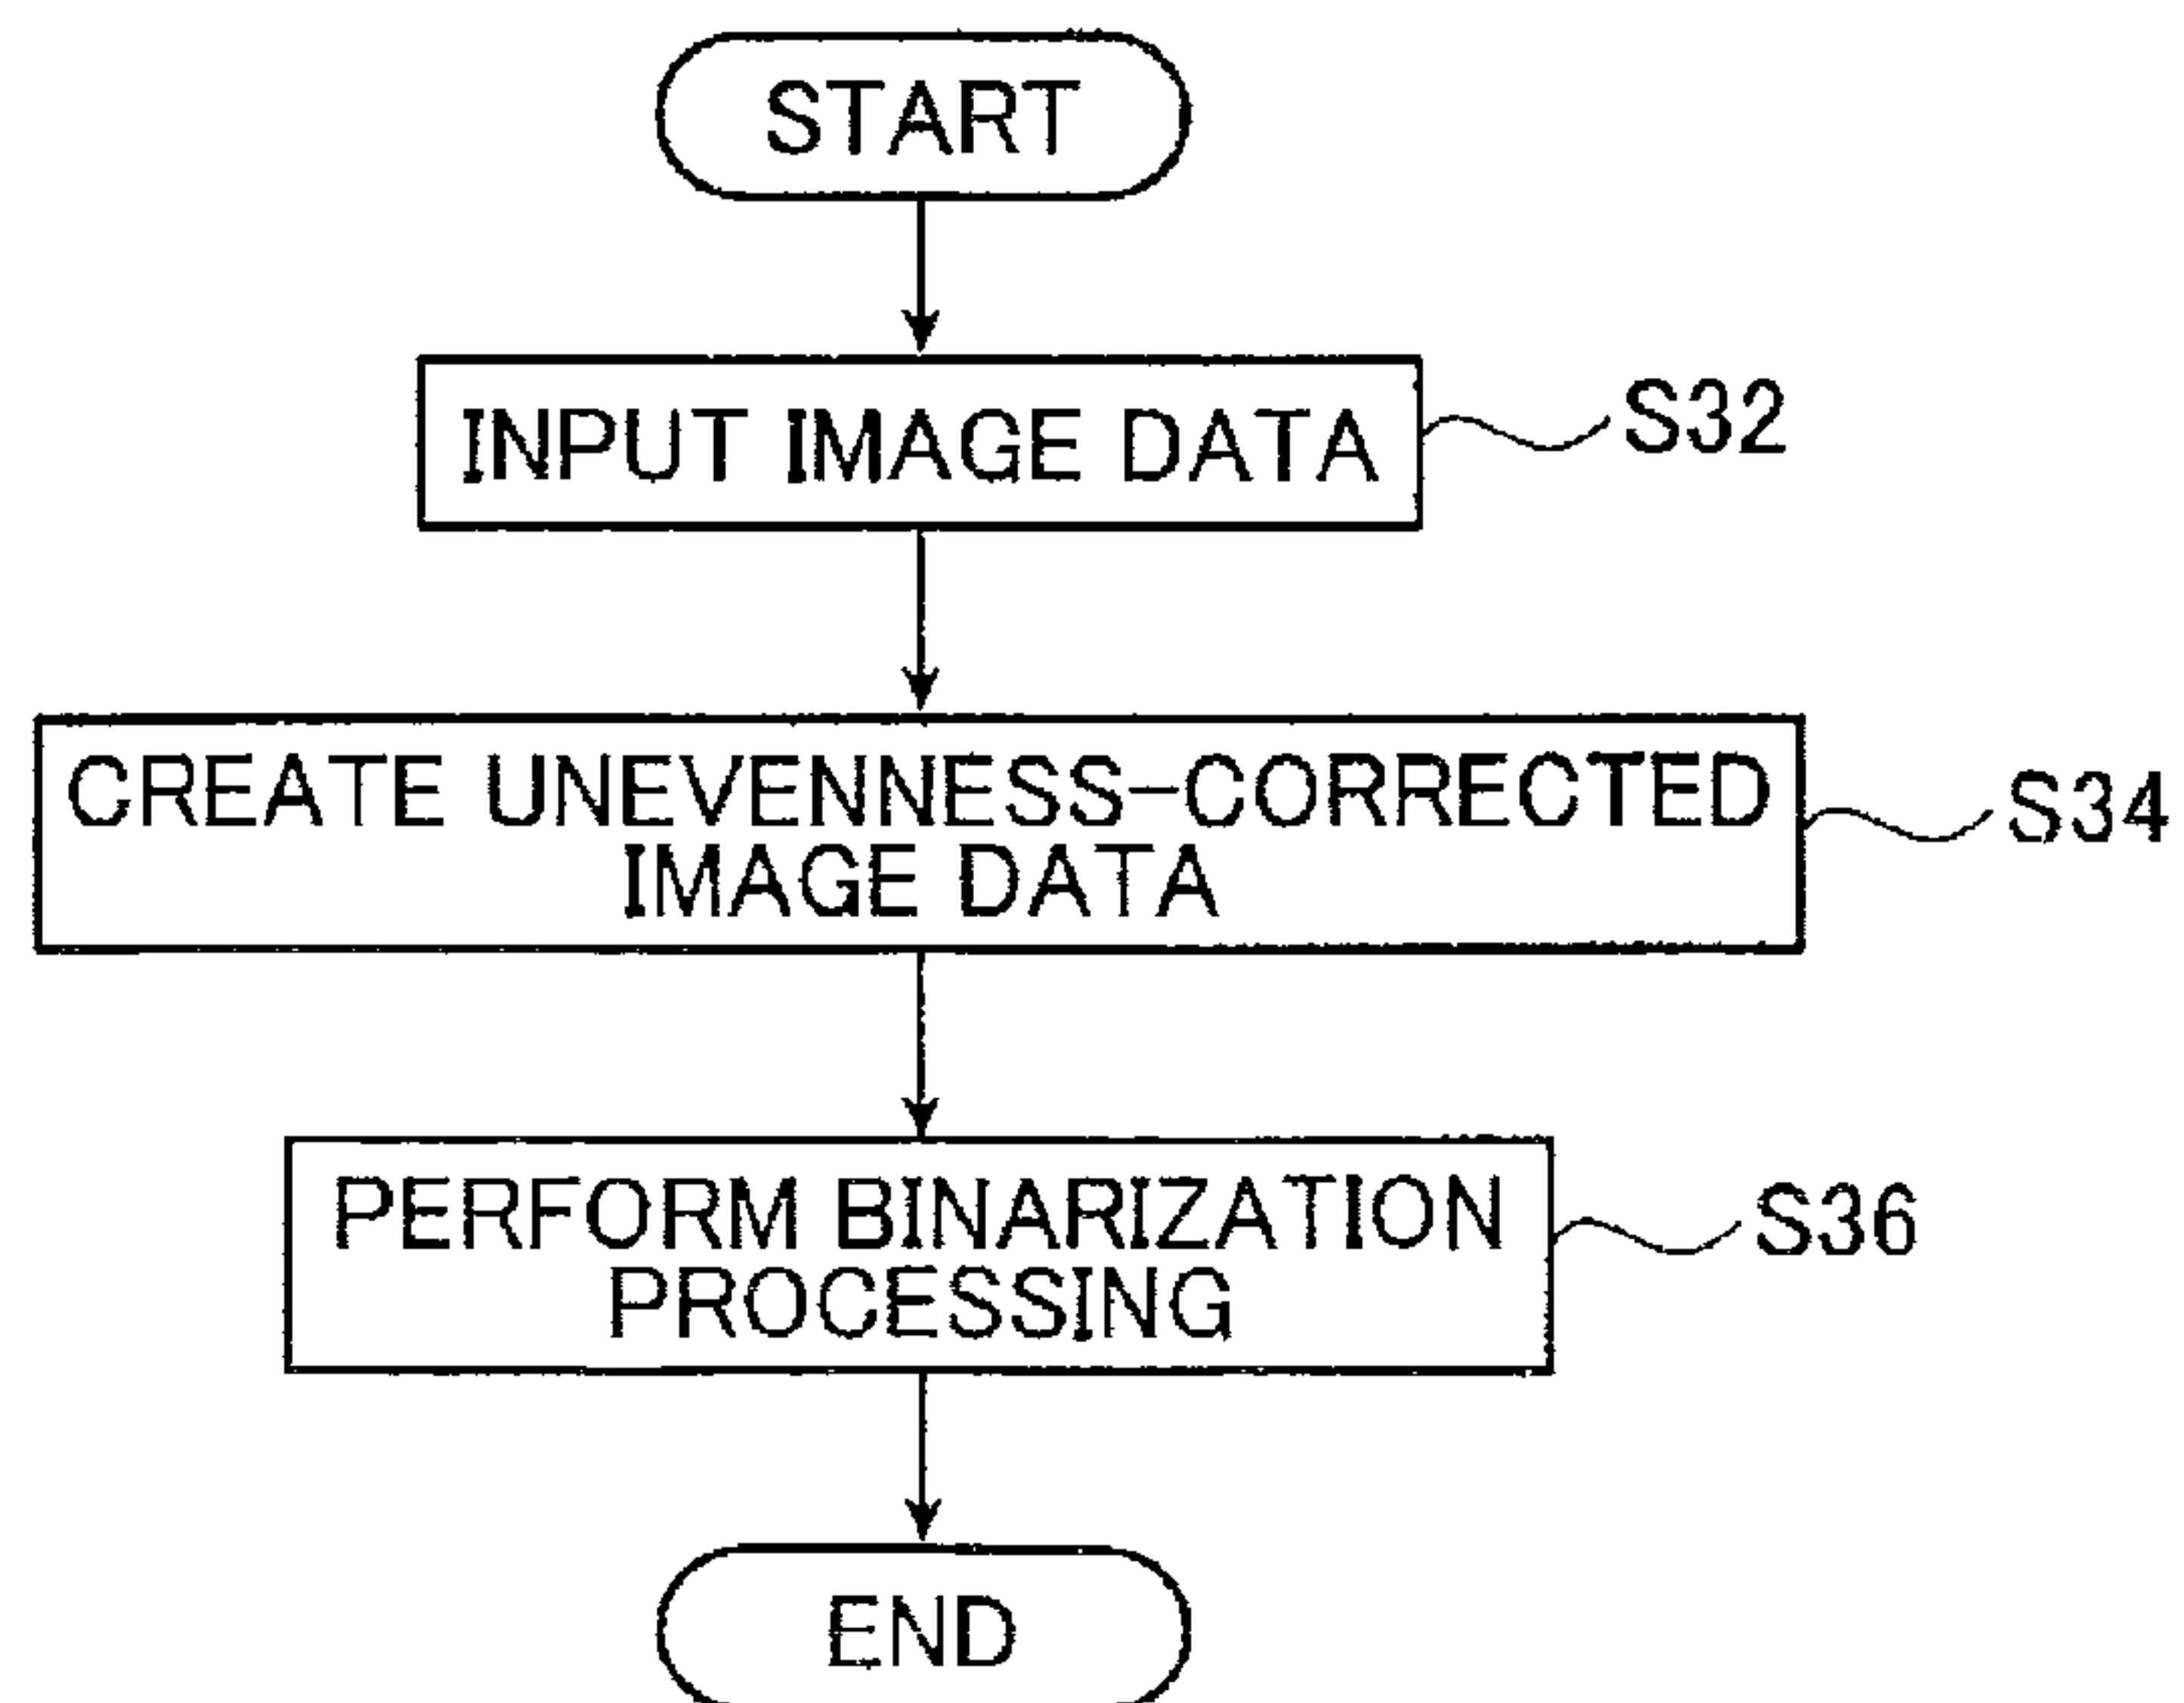 START
INPUT IMAGE DATA
S32
CREATE UNEVENNESS-CORRECTED
IMAGE DATA
S34
PERFORM BINARIZATION
PROCESSING
S36
END